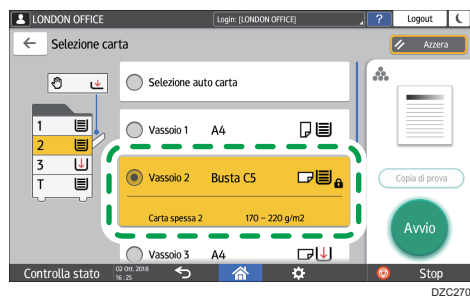 LONDON OFFICE
Login: [LONDON OFFICE]
?
Logout
Selezione carta
Azzera
Selezione auto carta
1
2
3
T
Vassoio 1 A4
Vassoio 2 Busta C5
Carta spessa 2 170 – 220 g/m2
Vassoio 3 A4
Copia di prova
Avvio
Controlla stato
02 Ott. 2018
16: 25
Stop
DZC270